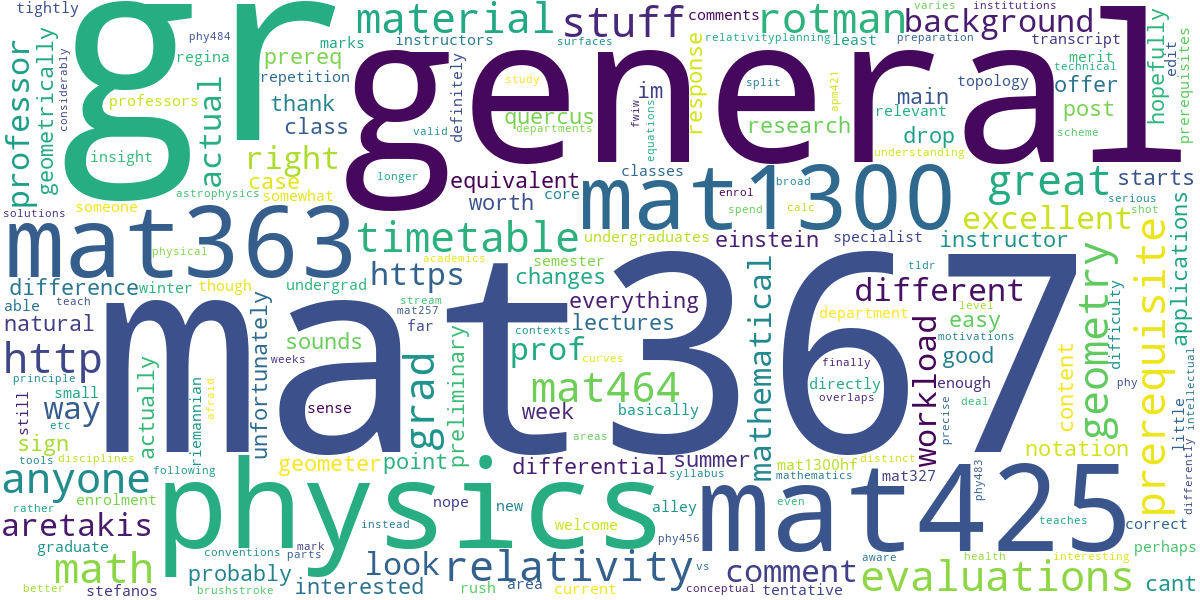 tightly
gr
material
stuff
comments
rotman
varies
institutions
background
hopefully
general
phy484
marks
instructors
surfaces
relativityplanning
least
preparation
transcript
edit
prerequisites
professor
geometrically
considerably
regina
prereq
response
split
apm421
merit
technical
repetition
definitely
study
topology
offer
professors
actual
thank
valid
quercus
im
fwiw
equations
main
relevant
post
class
departments
research
drop
scheme
insight
right
longer
understanding
case
equivalent
classes
mat1300
great
starts
astrophysics
somewhat
worth
core
enrol
broad
serious
shot
solutions
someone
spend
calc
excellent
mat363
timetable
undergraduates
einstein
specialist
instructor
applications
physical
academics
semester
tldr
geometry
prerequisite
difference
winter
though
undergrad
https
changes
mathematical
different
able
teach
stream
mat257
everything
department
level
natural
unfortunately
sounds
far
contexts
lectures
workload
easy
motivations
difficulty
mat367
http
actually
weeks
grad
preliminary
prof
curves
finally
good
content
principle
riemannian
afraid
mat464
directly
enough
phy
small
still
way
etc
sense
week
basically
overlaps
precise
deal
little
intellectual
differently
sign
areas
notation
tools
disciplines
geometer
point
differential
summer
mat1300hf
distinct
anyone
following
syllabus
mathematics
mat327
phy483
rather
enrolment
physics
nope
new
alley
even
mat425
aretakis
instead
welcome
teaches
correct
graduate
conventions
mark
parts
phy456
perhaps
math
probably
look
relativity
vs
aware
health
interesting
better
stefanos
brushstroke
interested
rush
area
current
conceptual
comment
tentative
evaluations
cant